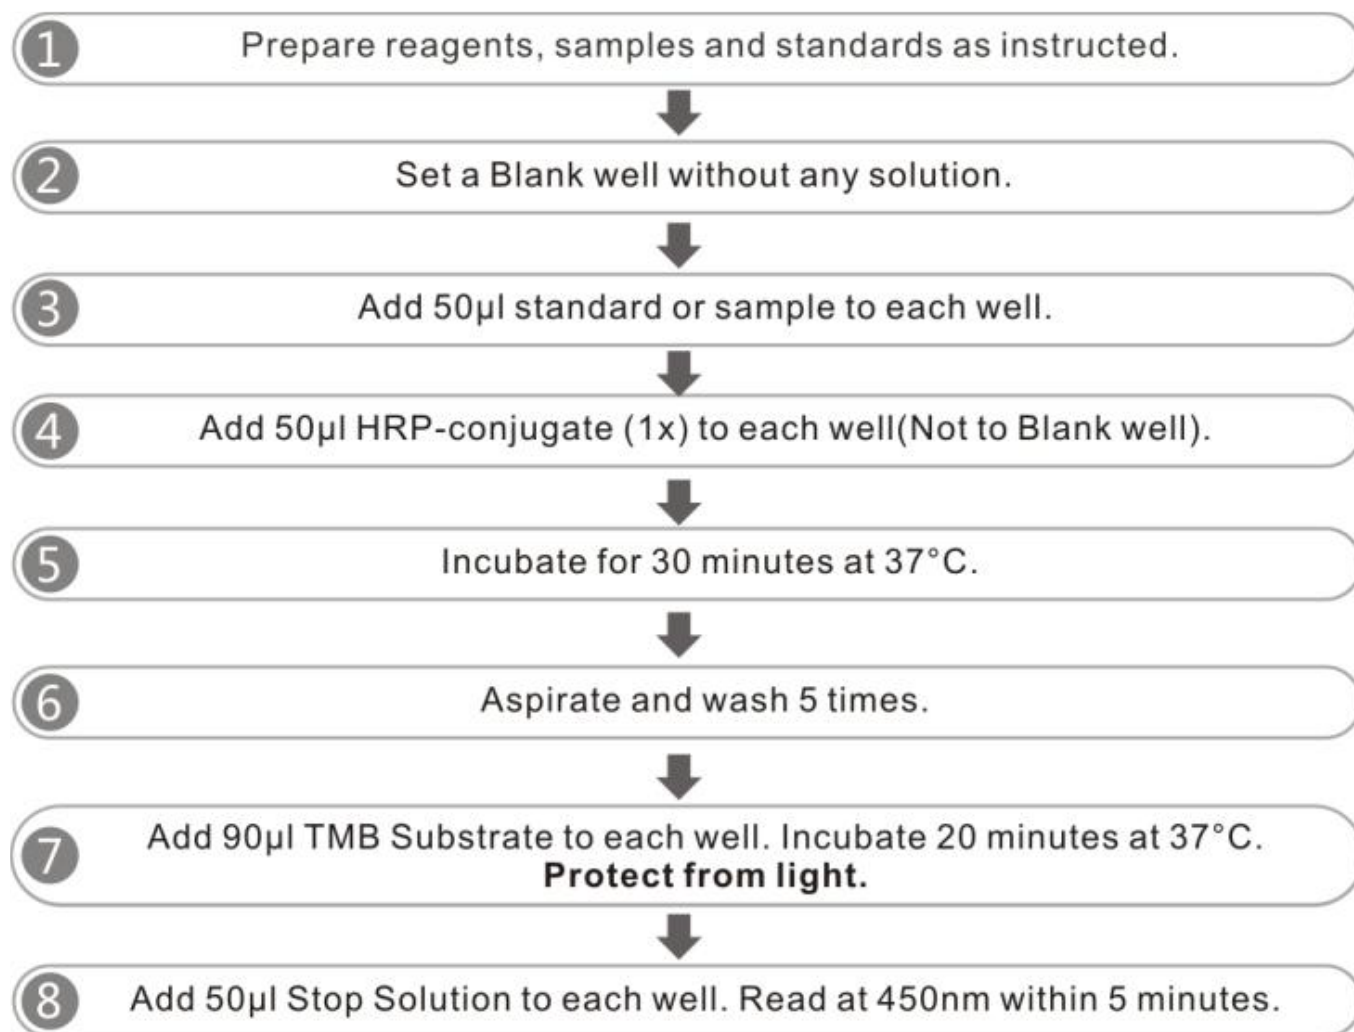 1 Prepare reagents, samples and standards as instructed.
2 Set a Blank well without any solution.
3 Add 50µl standard or sample to each well.
4 Add 50µl HRP-conjugate (1x) to each well(Not to Blank well).
5 Incubate for 30 minutes at 37°C.
6 Aspirate and wash 5 times.
7 Add 90µl TMB Substrate to each well. Incubate 20 minutes at 37°C.
Protect from light.
8 Add 50µl Stop Solution to each well. Read at 450nm within 5 minutes.